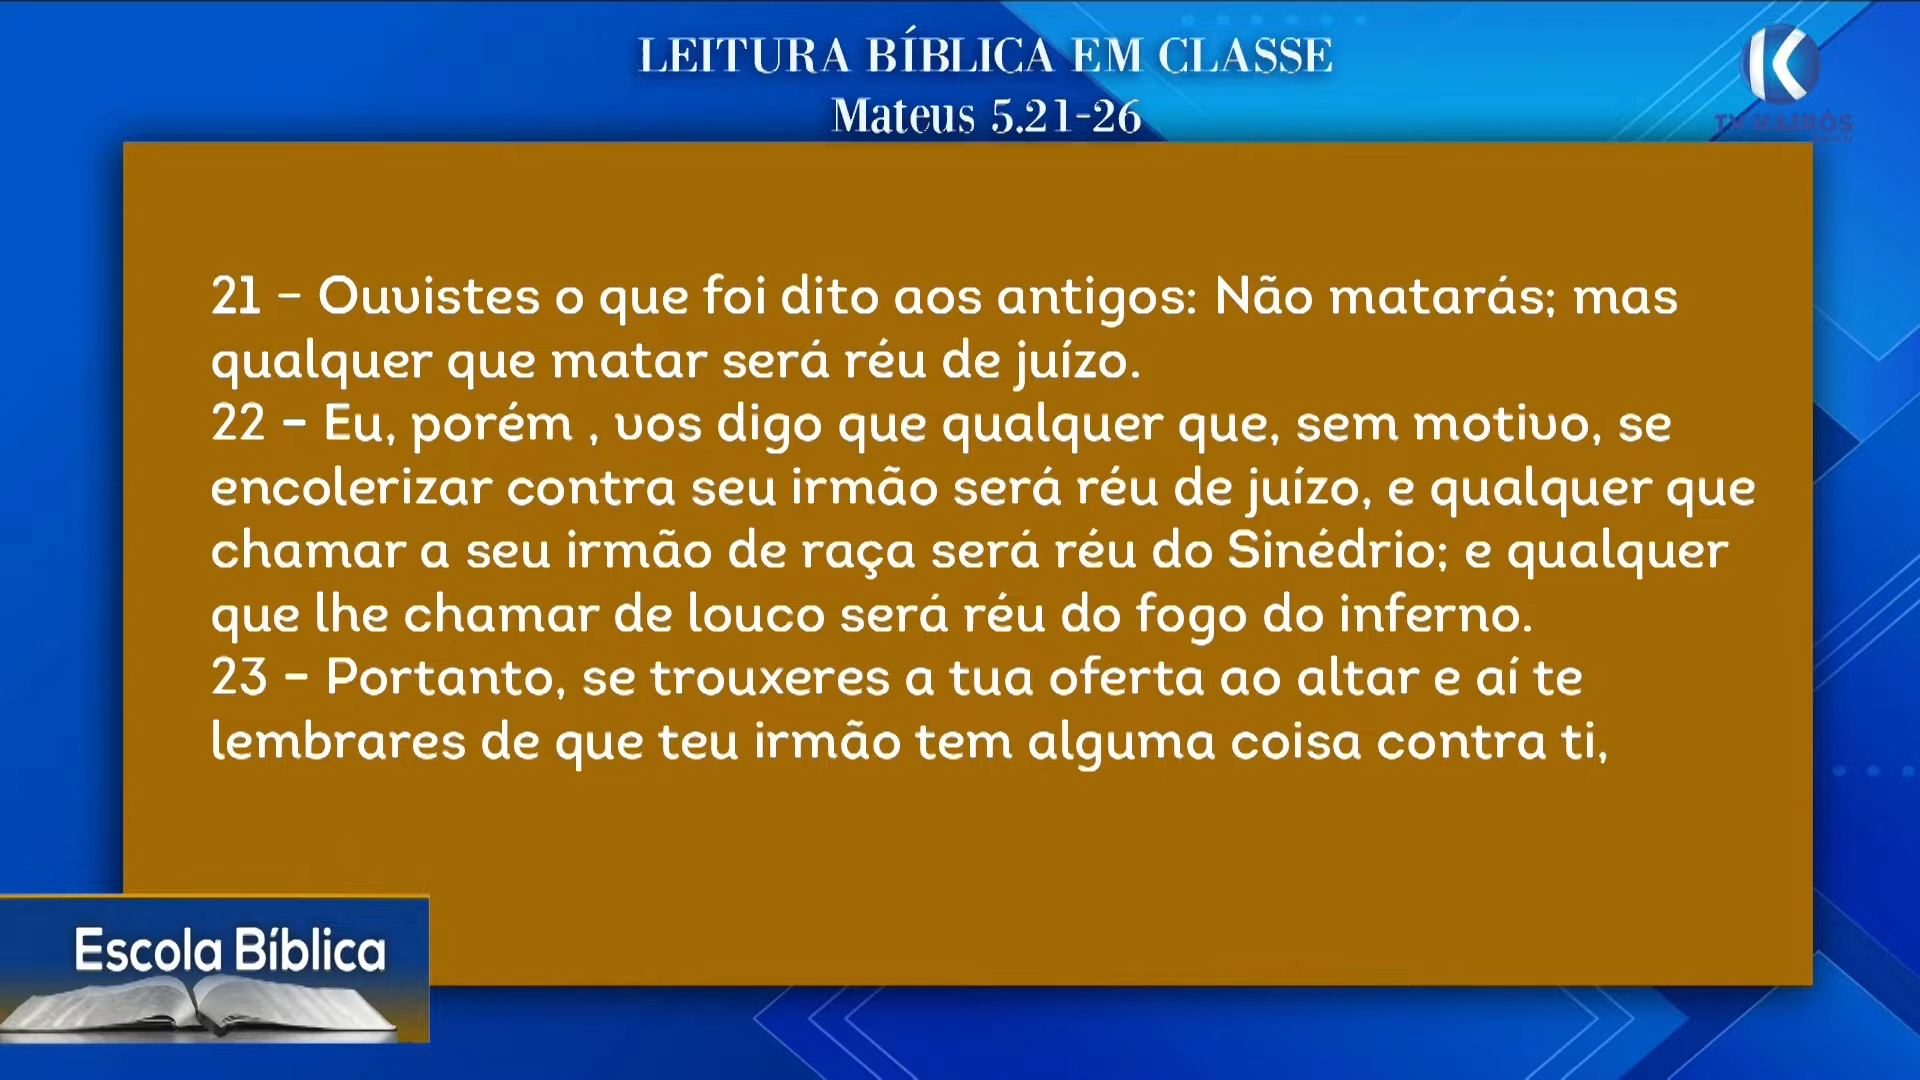 LEITURA BÍBLICA EM CLASSE
Mateus 5.21-26
K
TV KAIRÓS
21 - Ouvistes o que foi dito aos antigos: Não matarás; mas
qualquer que matar será réu de juízo.
22 - Eu, porém , vos digo que qualquer que, sem motivo, se
encolerizar contra seu irmão será réu de juízo, e qualquer que
chamar a seu irmão de raça será réu do Sinédrio; e qualquer
que lhe chamar de louco será réu do fogo do inferno.
23 - Portanto, se trouxeres a tua oferta ao altar e aí te
lembrares de que teu irmão tem alguma coisa contra ti,
Escola Bíblica